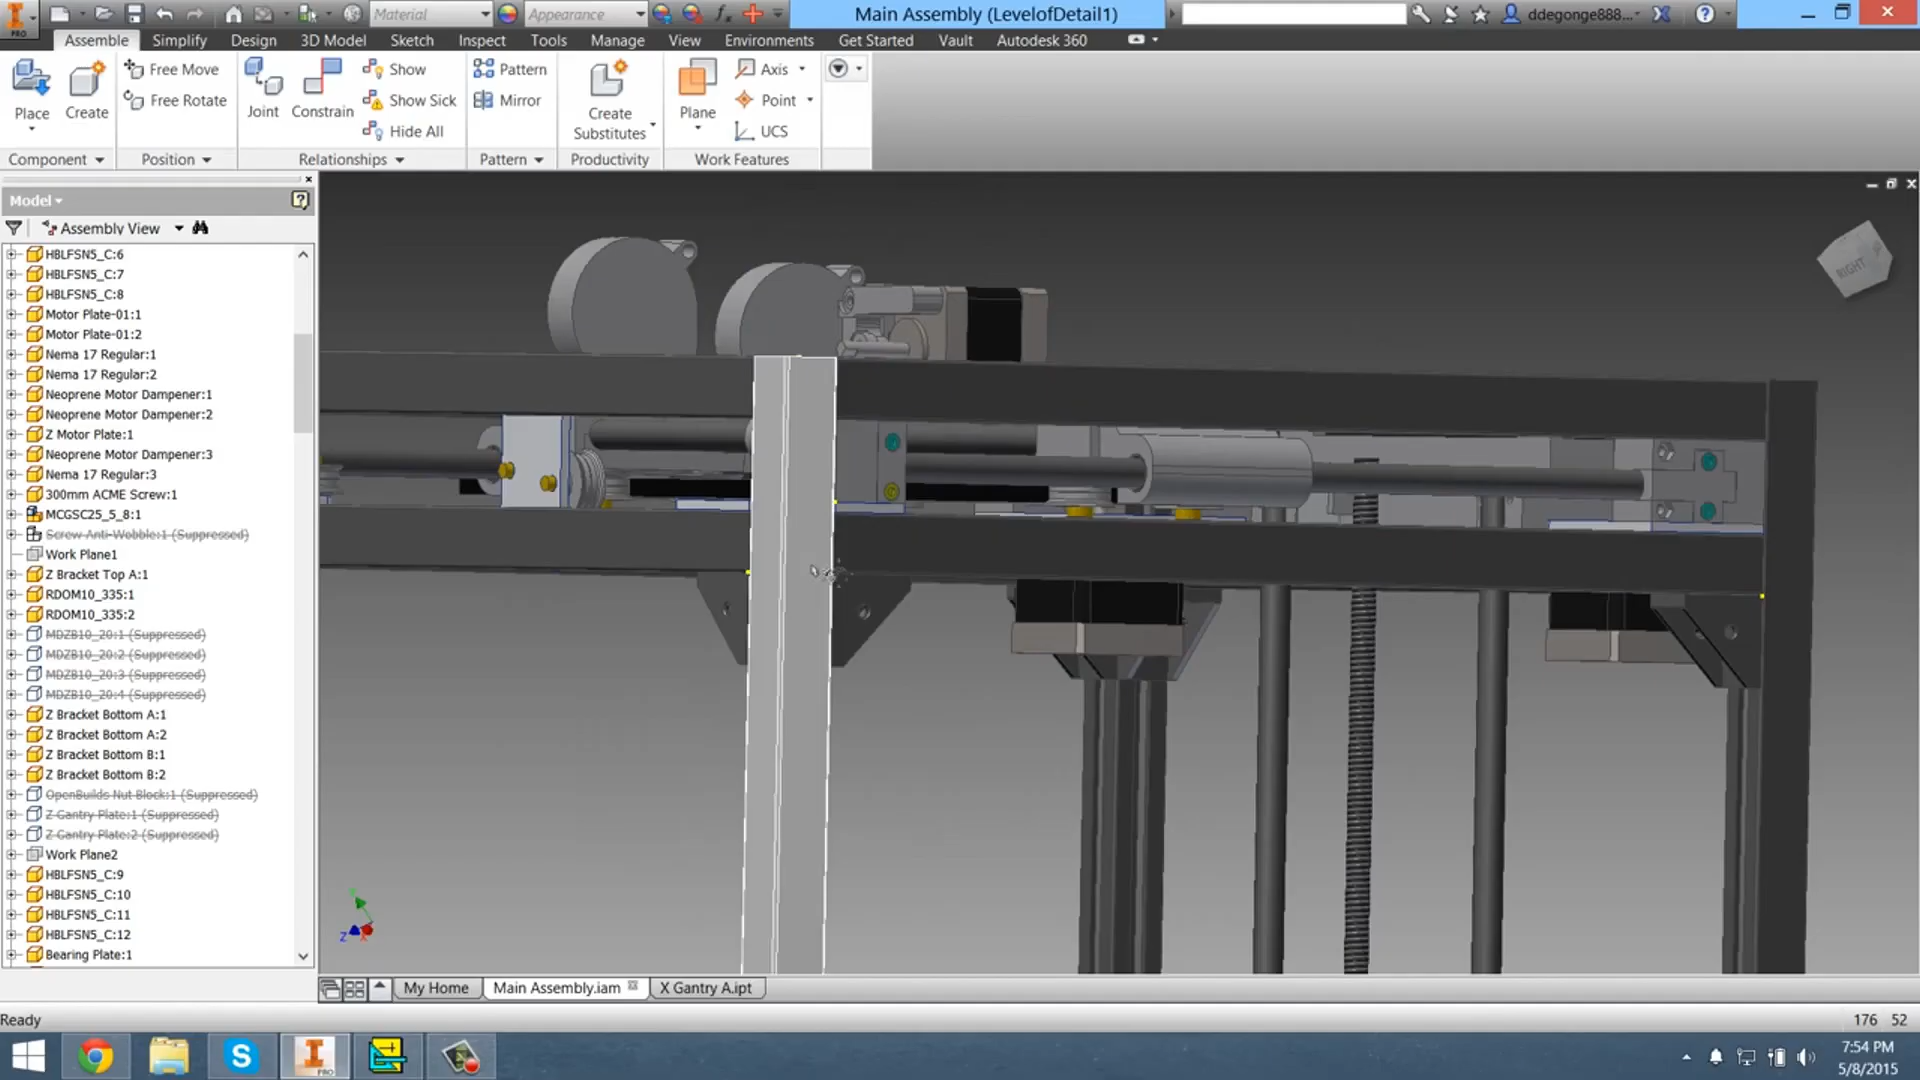 Material
Appearance
Main Assembly (LevelofDetail1)
ddegonge888...
PRO
Assemble Simplify Design 3D Model Sketch Inspect Tools Manage View Environments Get Started Vault Autodesk 360
Place
Create
Free Move
Free Rotate
Joint
Constrain
Show
Show Sick
Hide All
Pattern
Mirror
Create
Substitutes
Plane
Axis
Point
UCS
Component
Position
Relationships
Pattern
Productivity
Work Features
Model
Assembly View
HBLFSN5_C:6
HBLFSN5_C:7
HBLFSN5_C:8
Motor Plate-01:1
Motor Plate-01:2
Nema 17 Regular:1
Nema 17 Regular:2
Neoprene Motor Dampener:1
Neoprene Motor Dampener:2
Z Motor Plate:1
Neoprene Motor Dampener:3
Nema 17 Regular:3
300mm ACME Screw:1
MCGSC25_5_8:1
Screw Anti-Wobble:1 (Suppressed)
Work Plane1
Z Bracket Top A:1
RDOM10_335:1
RDOM10_335:2
MDZB10_20:1 (Suppressed)
MDZB10_20:2 (Suppressed)
MDZB10_20:3 (Suppressed)
MDZB10_20:4 (Suppressed)
Z Bracket Bottom A:1
Z Bracket Bottom A:2
Z Bracket Bottom B:1
Z Bracket Bottom B:2
OpenBuilds Nut Block:1 (Suppressed)
Z Gantry Plate:1 (Suppressed)
Z Gantry Plate:2 (Suppressed)
Work Plane2
HBLFSN5_C:9
HBLFSN5_C:10
HBLFSN5_C:11
HBLFSN5_C:12
Bearing Plate:1
RIGHT
Z
X
My Home
Main Assembly.iam
X Gantry A.ipt
Ready
176 52
PRO
7:54 PM
5/8/2015